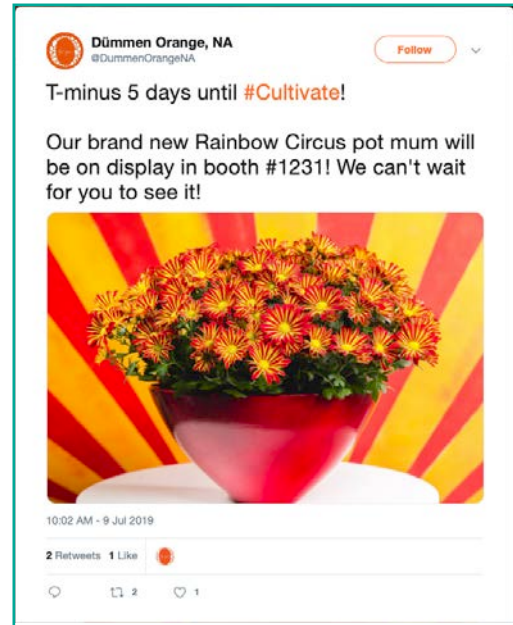 Dümmen Orange, NA
@DummenOrangeNA
Follow
T-minus 5 days until #Cultivate!
Our brand new Rainbow Circus pot mum will
be on display in booth #1231! We can't wait
for you to see it!
10:02 AM - 9 Jul 2019
2 Retweets 1 Like
2
1